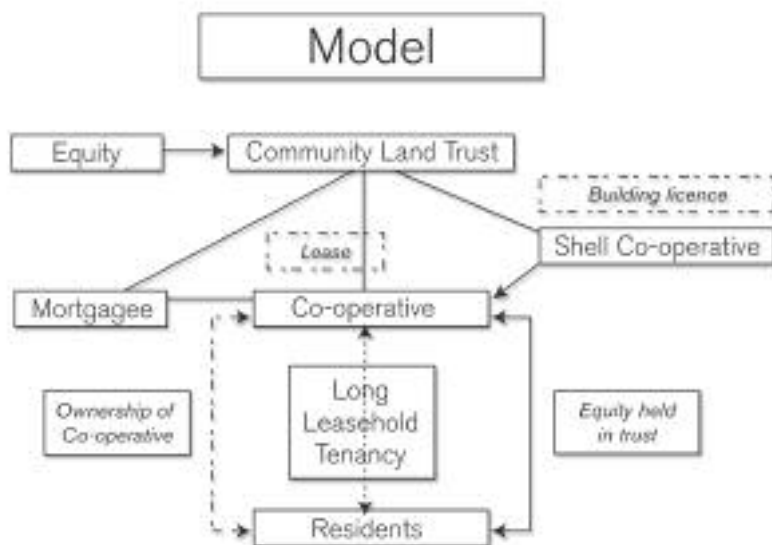 Model
Equity
Community Land Trust
Building licence
Lease
Shell Co-operative
Mortgagee
Co-operative
Ownership of
Co-operative
Long
Leasehold
Tenancy
Equity held
in trust
Residents